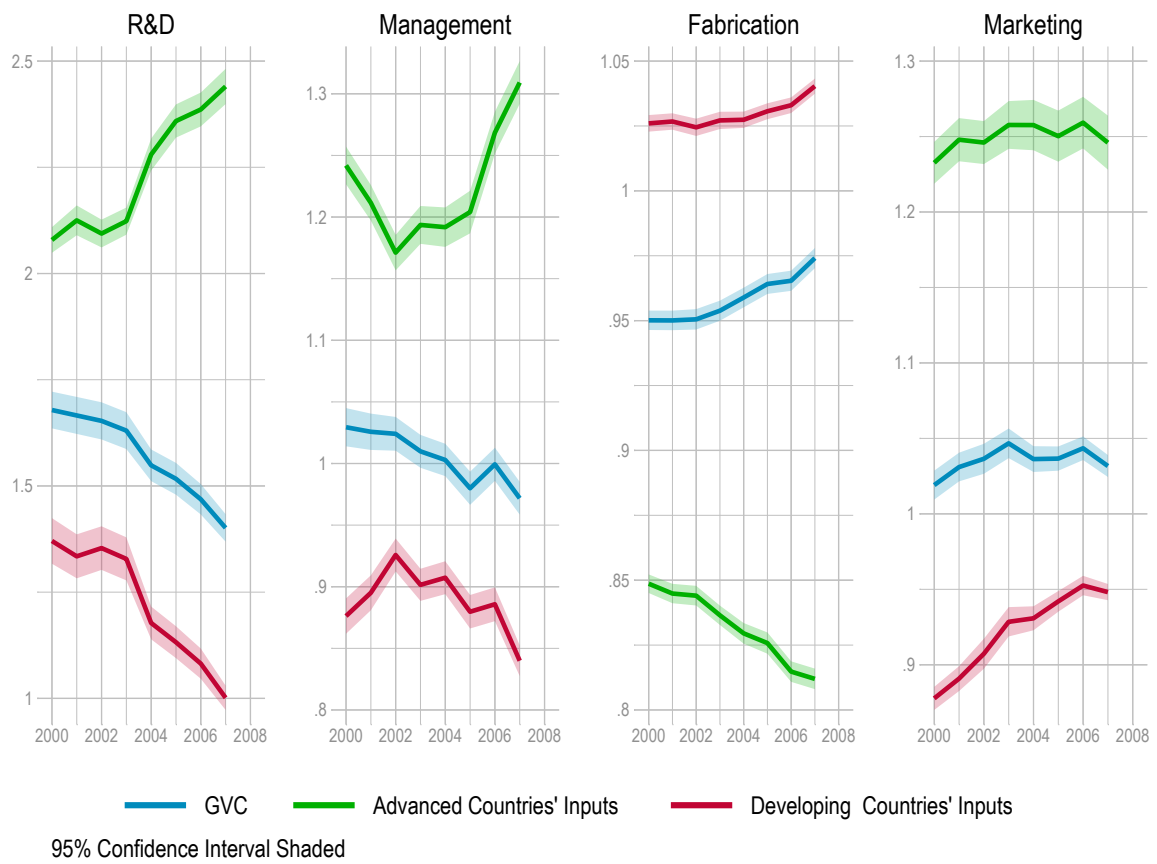 R&D
Management
Fabrication
Marketing
2.5
2
1.5
1
1.3
1.2
1.1
1
.9
.8
1.05
1
.95
.9
.85
.8
1.3
1.2
1.1
1
.9
2000 2002 2004 2006 2008
2000 2002 2004 2006 2008
2000 2002 2004 2006 2008
2000 2002 2004 2006 2008
GVC Advanced Countries' Inputs Developing Countries' Inputs
95% Confidence Interval Shaded